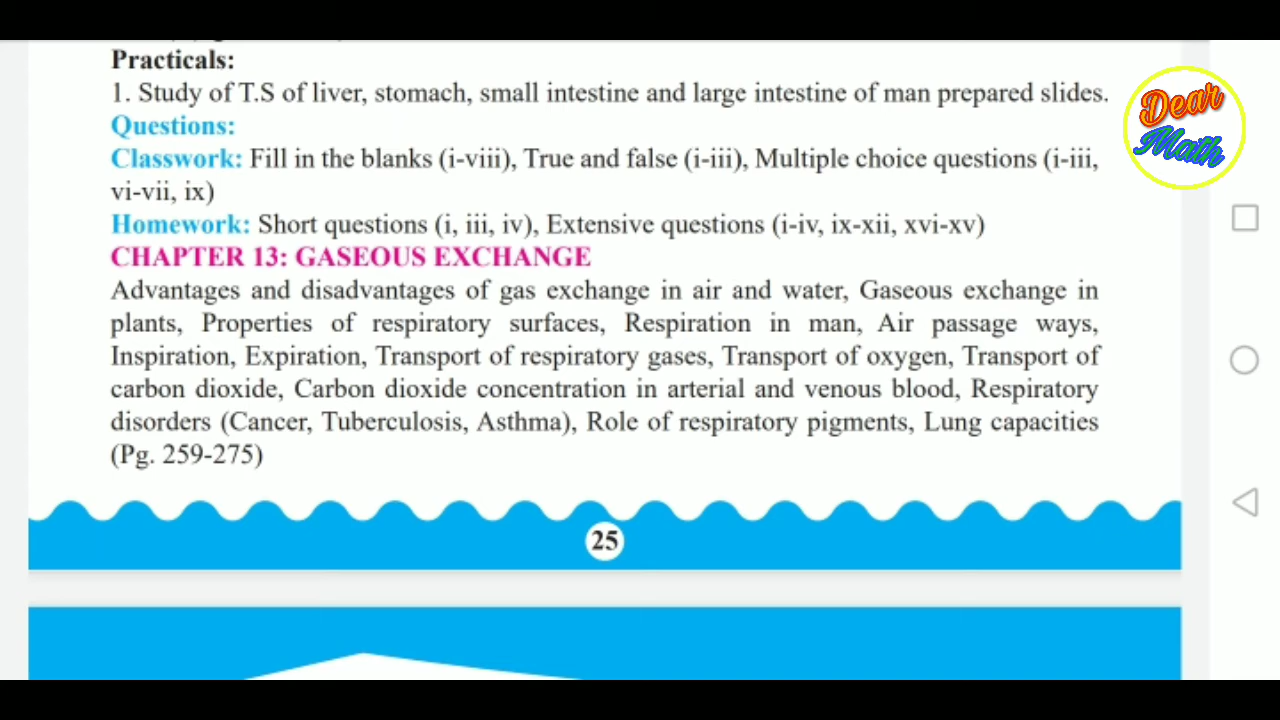 Practicals:
1. Study of T.S of liver, stomach, small intestine and large intestine of man prepared slides.
Questions:
Classwork: Fill in the blanks (i-viii), True and false (i-iii), Multiple choice questions (i-iii,
vi-vii, ix)
Homework: Short questions (i, iii, iv), Extensive questions (i-iv, ix-xii, xvi-xv)
CHAPTER 13: GASEOUS EXCHANGE
Advantages and disadvantages of gas exchange in air and water, Gaseous exchange in
plants, Properties of respiratory surfaces, Respiration in man, Air passage ways,
Inspiration, Expiration, Transport of respiratory gases, Transport of oxygen, Transport of
carbon dioxide, Carbon dioxide concentration in arterial and venous blood, Respiratory
disorders (Cancer, Tuberculosis, Asthma), Role of respiratory pigments, Lung capacities
(Pg. 259-275)
25
Dear
Math